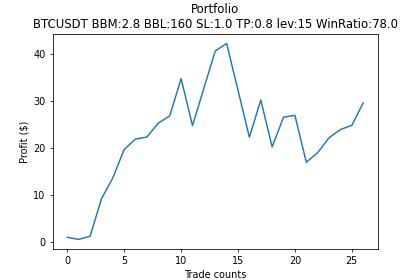 Portfolio
BTCUSDT BBM:2.8 BBL:160 SL:1.0 TP:0.8 lev:15 WinRatio:78.0
40
30
20
10
0
Profit ($)
0 5 10 15 20 25
Trade counts